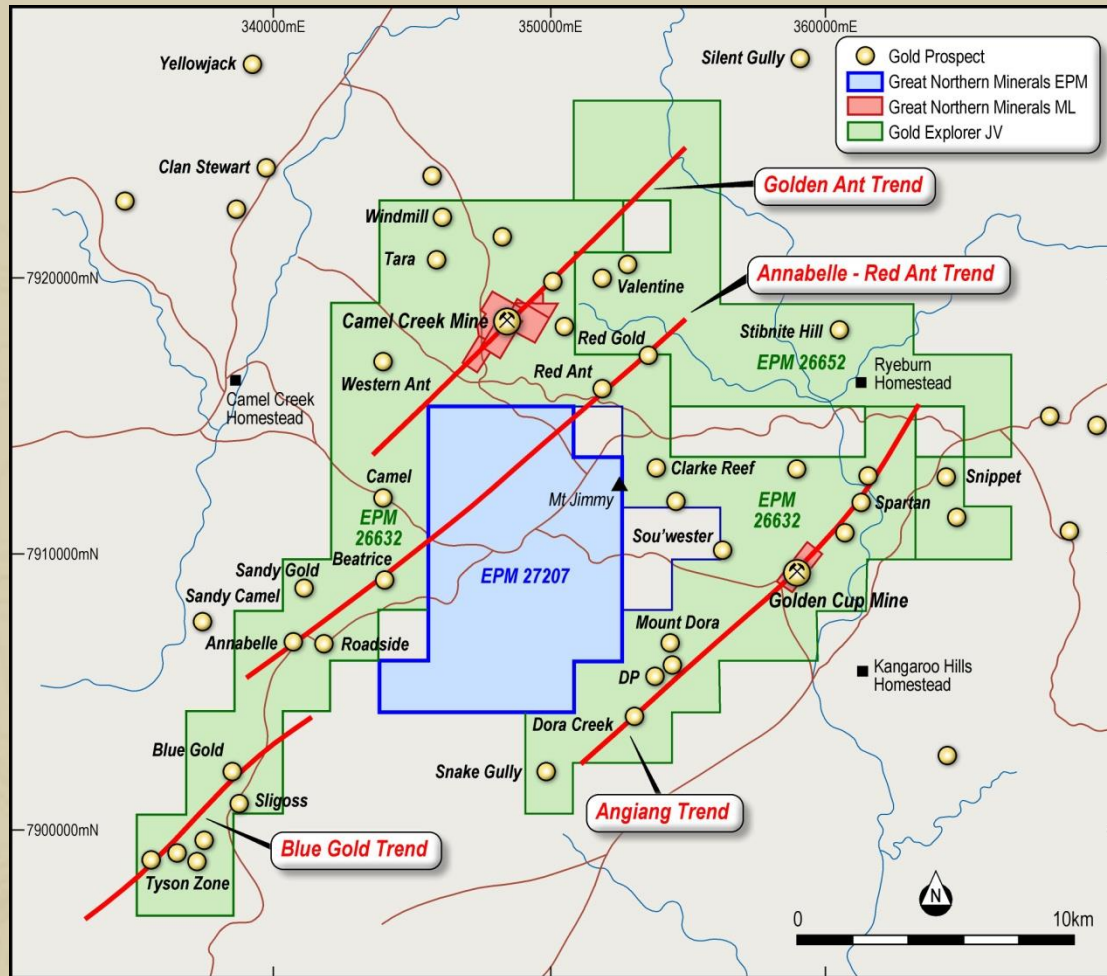 340000mE
350000mE
360000mE
Yellowjack
Silent Gully
Gold Prospect
Great Northern Minerals EPM
Great Northern Minerals ML
Gold Explorer JV
Clan Stewart
Golden Ant Trend
Windmill
Tara
7920000mN
Valentine
Annabelle - Red Ant Trend
Camel Creek Mine
Red Gold
Stibnite Hill
EPM 26652
Ryeburn
Homestead
Western Ant
Red Ant
Camel Creek
Homestead
Camel
Clarke Reef
Snippet
Mt Jimmy
EPM
26632
EPM
26632
Spartan
Sou'wester
7910000mN
Beatrice
EPM 27207
Sandy Gold
Sandy Camel
Golden Cup Mine
Annabelle
Roadside
Mount Dora
DP
Kangaroo Hills
Homestead
Dora Creek
Blue Gold
Snake Gully
Sligoss
Angiang Trend
7900000mN
Blue Gold Trend
Tyson Zone
N
0
10km